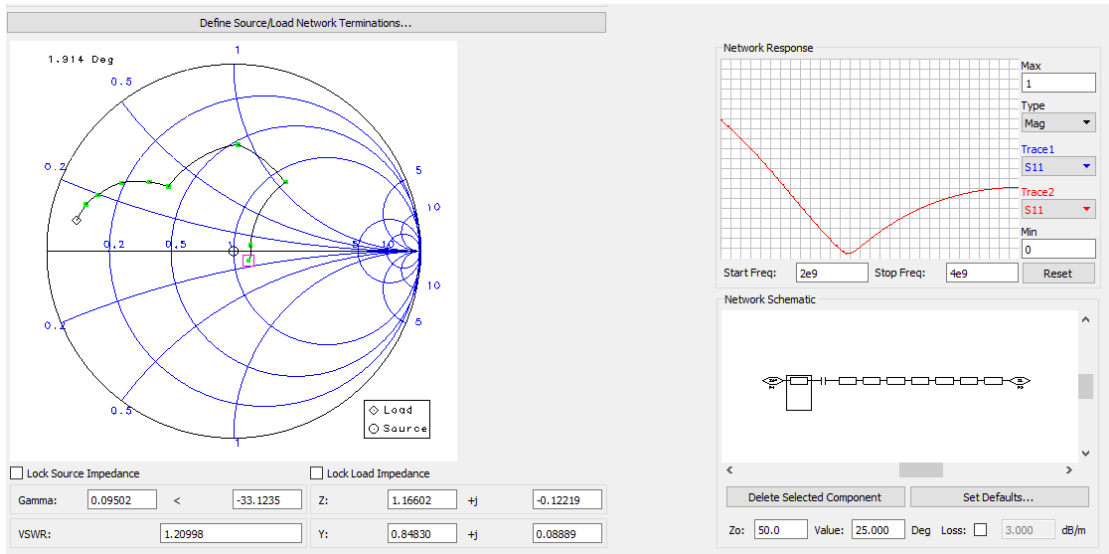 Define Source/Load Network Terminations...
1.914 Deg
1
0.5
0.2
5
10
0.2
0.5
1
5
10
10
5
0.2
0.5
1
Load
Source
Lock Source Impedance
Lock Load Impedance
Gamma: 0.09502 < -33.1235 Z: 1.16602 +j -0.12219
VSWR: 1.20998 Y: 0.84830 +j 0.08889
Network Response
Max
1
Type
Mag
Trace1
S11
Trace2
S11
Min
0
Start Freq: 2e9 Stop Freq: 4e9 Reset
Network Schematic
Delete Selected Component Set Defaults...
Zo: 50.0 Value: 25.000 Deg Loss: 3.000 dB/m